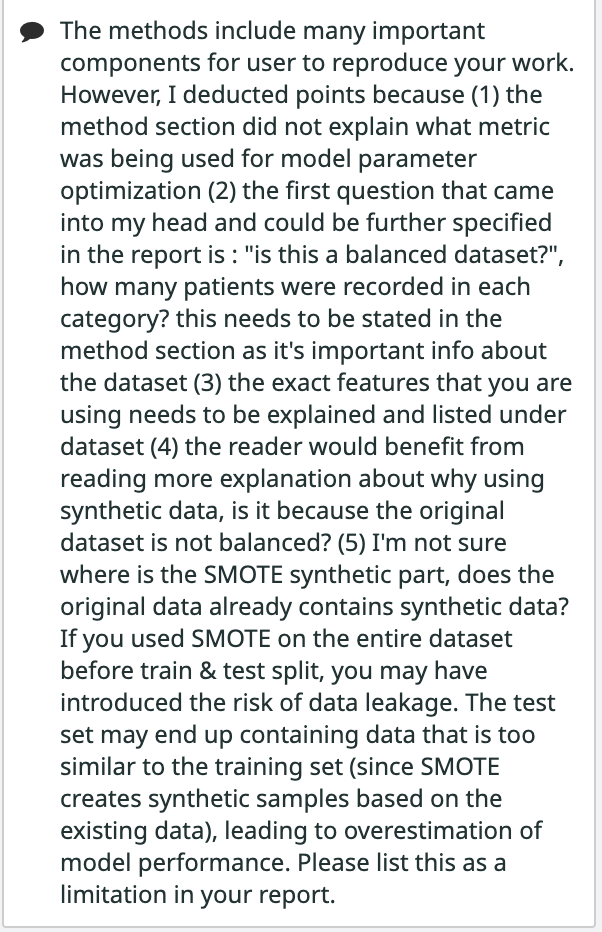 The methods include many important
components for user to reproduce your work.
However, I deducted points because (1) the
method section did not explain what metric
was being used for model parameter
optimization (2) the first question that came
into my head and could be further specified
in the report is : "is this a balanced dataset?",
how many patients were recorded in each
category? this needs to be stated in the
method section as it's important info about
the dataset (3) the exact features that you are
using needs to be explained and listed under
dataset (4) the reader would benefit from
reading more explanation about why using
synthetic data, is it because the original
dataset is not balanced? (5) I'm not sure
where is the SMOTE synthetic part, does the
original data already contains synthetic data?
If you used SMOTE on the entire dataset
before train & test split, you may have
introduced the risk of data leakage. The test
set may end up containing data that is too
similar to the training set (since SMOTE
creates synthetic samples based on the
existing data), leading to overestimation of
model performance. Please list this as a
limitation in your report.